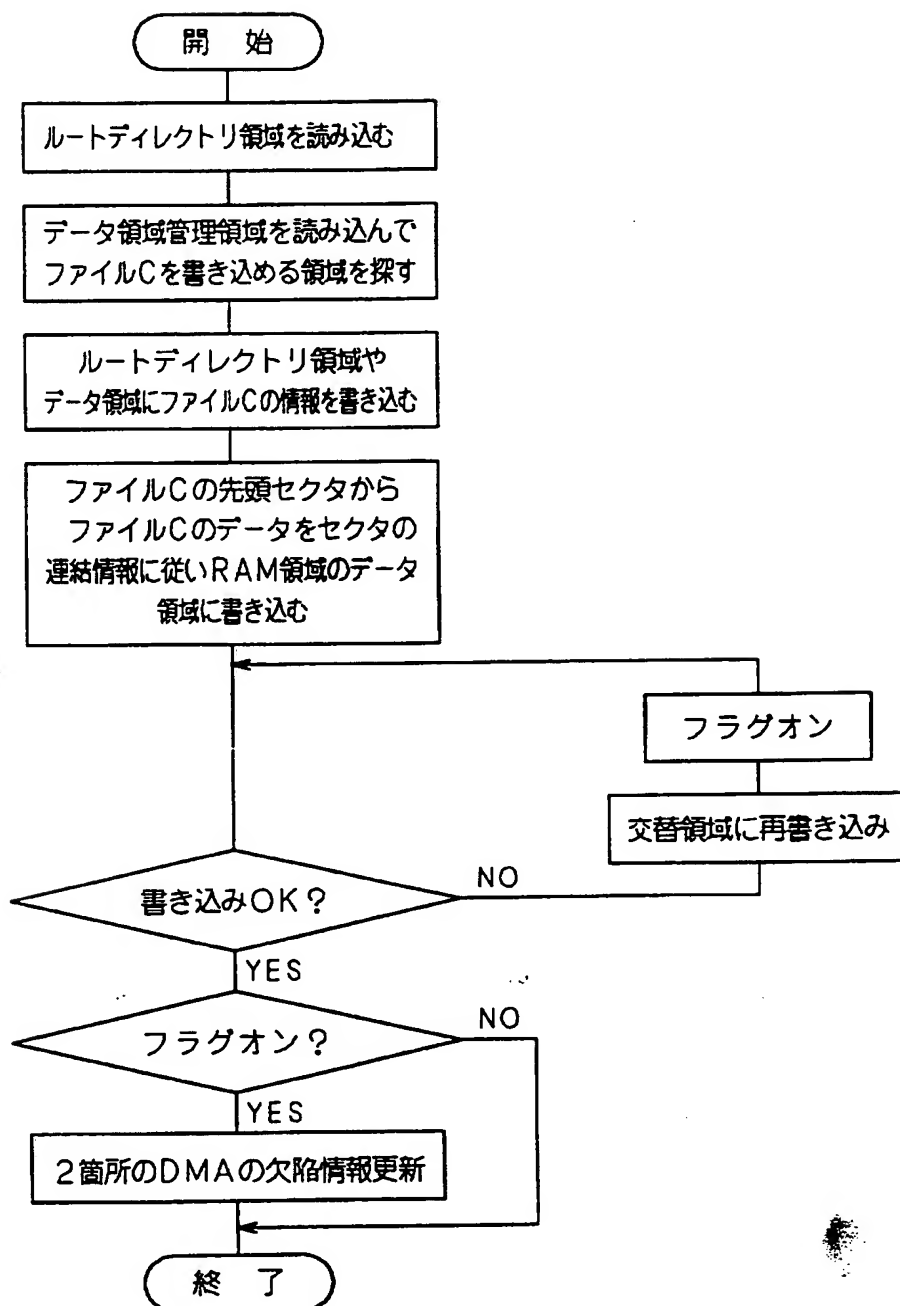 開 始
ルートディレクトリ領域を読み込む
データ領域管理領域を読み込んで
ファイルCを書き込める領域を探す
ルートディレクトリ領域や
データ領域にファイルCの情報を書き込む
ファイルCの先頭セクタから
ファイルCのデータをセクタの
連結情報に従いRAM領域のデータ
領域に書き込む
フラグオン
交替領域に再書き込み
書き込みOK?
NO
YES
フラグオン?
NO
YES
2箇所のDMAの欠陥情報更新
終 了